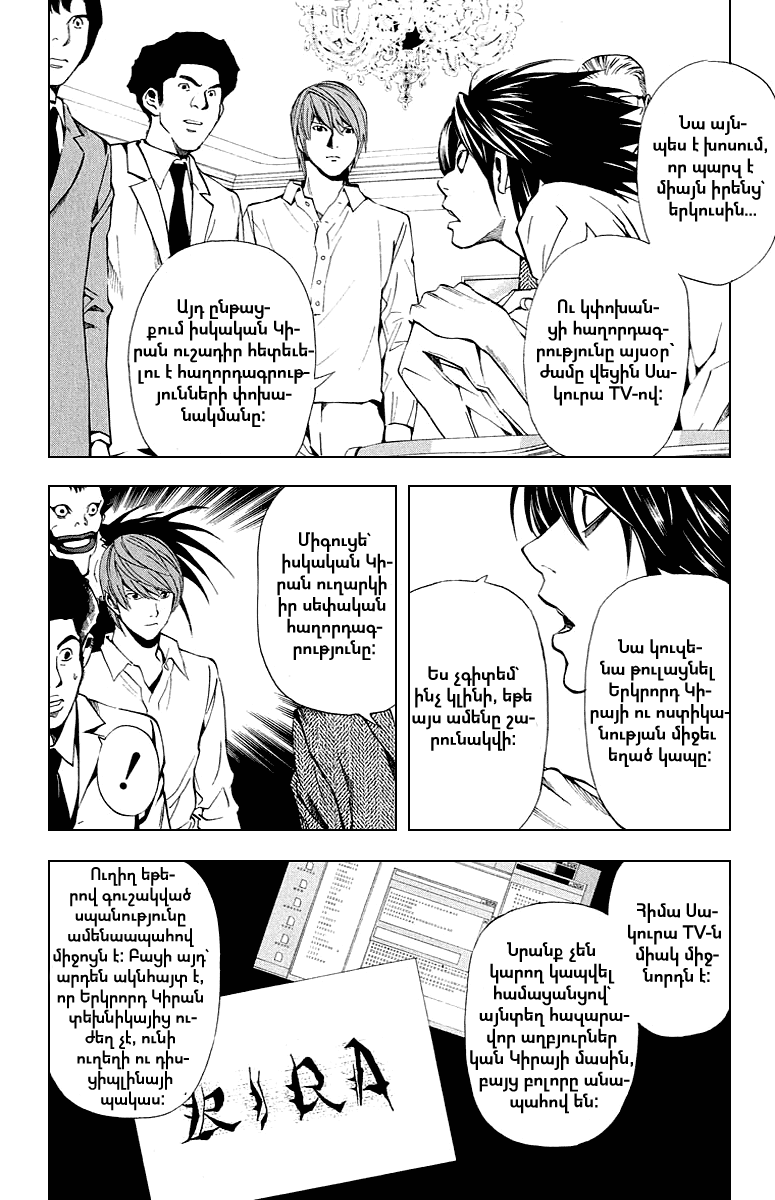 Նա այն-
պես է խոսում,
որ պարզ է
միայն իրենց՝
երկուսին...
Ու կփոխան-
ցի հաղորդագ-
րությունը այսօր՝
ժամը վեցին Սա-
կուրա TV-ով:
Այդ ընթաց-
քում իսկական Կի-
րան ուշադիր հետեւե-
լու է հաղորդագրութ-
յունների փոխա-
նակմանը:
Նա կուզե-
նա թուլացնել
Երկրորդ Կի-
րայի ու ոստիկա-
նության միջեւ
եղած կապը:
Ես չգիտեմ՝
ինչ կլինի, եթե
այս ամենը շա-
րունակվի:
Միգուցե՝
իսկական Կի-
րան ուղարկի
իր սեփական
հաղորդագ-
րությունը:
!
Հիմա Սա-
կուրա TV-ն
միակ միջ-
նորդն է:
Նրանք չեն
կարող կապվել
համացանցով՝
այնտեղ հազարա-
վոր աղբյուրներ
կան Կիրայի մասին,
բայց բոլորը անա-
պահով են:
Ուղիղ եթե-
րով գուշակված
սպանությունը
ամենաապահով
միջոցն է: Բացի այդ՝
արդեն ակնհայտ է,
որ Երկրորդ Կիրան
տեխնիկայից ու-
ժեղ չէ, ունի
ուղեղի ու դիս-
ցիպլինայի
պակաս:
KIRA